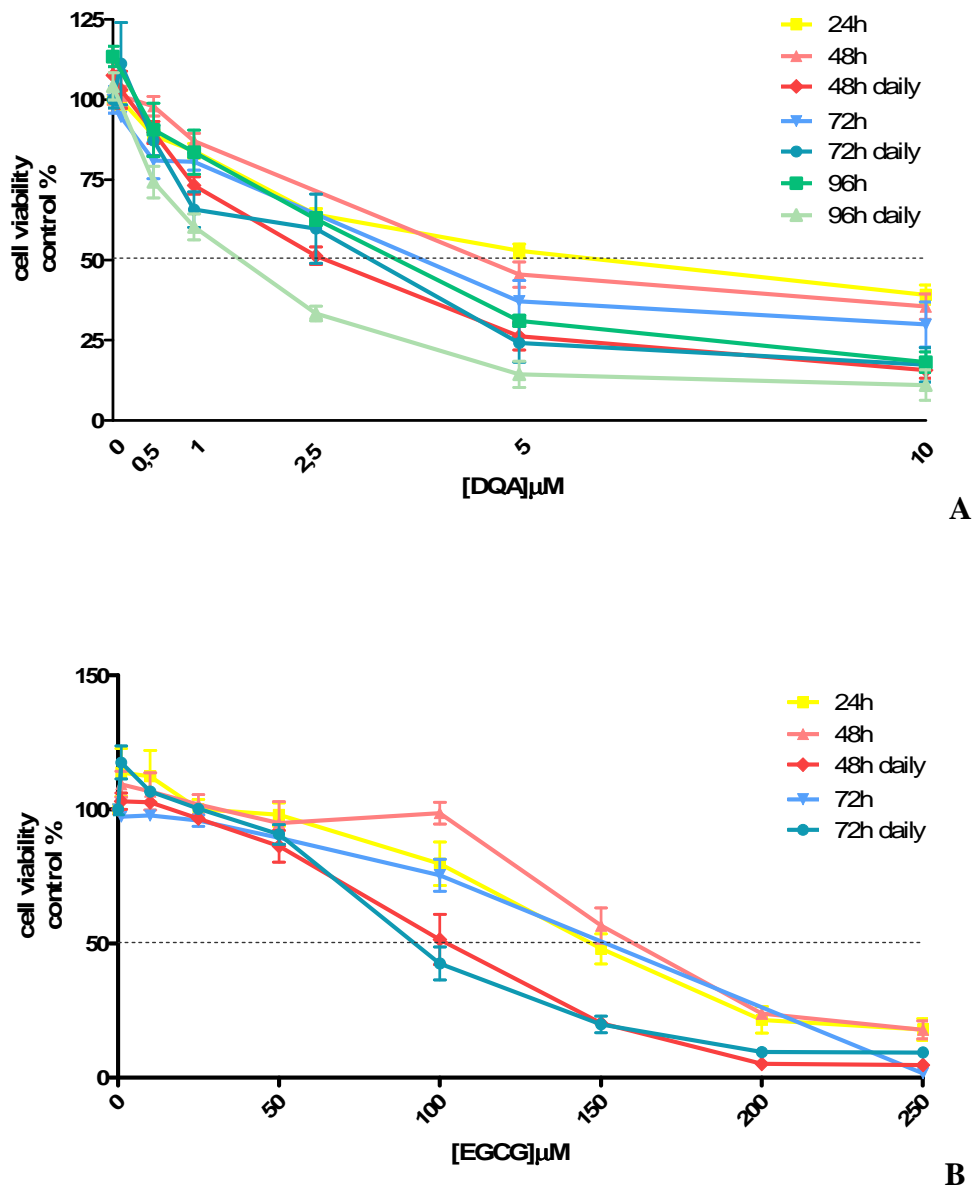 125
100
75
50
25
0
cell viability
control %
0
0,5
1
2,5
5
10
[DQA]µM
24h
48h
48h daily
72h
72h daily
96h
96h daily
A
150
100
50
0
cell viability
control %
0
50
100
150
200
250
[EGCG]µM
24h
48h
48h daily
72h
72h daily
B